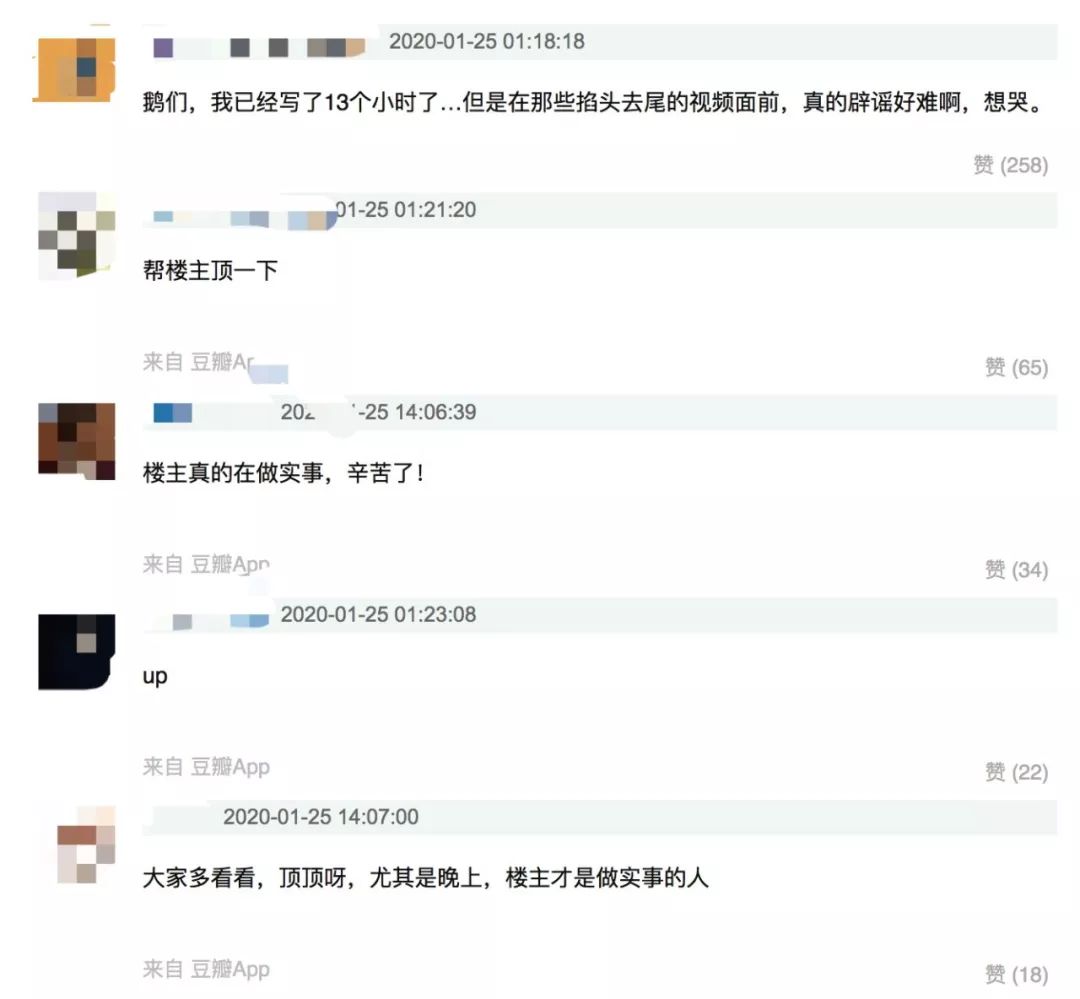 2020-01-25 01:18:18
鹅们，我已经写了13个小时了...但是在那些掐头去尾的视频面前，真的辟谣好难啊，想哭。
赞 (258)
01-25 01:21:20
帮楼主顶一下
来自 豆瓣
赞 (65)
-25 14:06:39
楼主真的在做实事，辛苦了！
来自 豆瓣App
赞 (34)
2020-01-25 01:23:08
up
来自 豆瓣App
赞 (22)
2020-01-25 14:07:00
大家多看看，顶顶呀，尤其是晚上，楼主才是做实事的人
来自 豆瓣App
赞 (18)